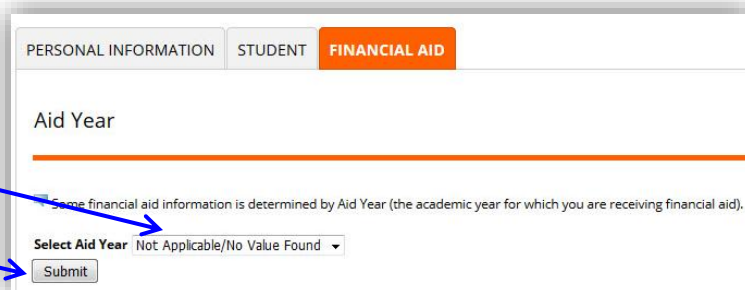 PERSONAL INFORMATION STUDENT FINANCIAL AID
Aid Year
Some financial aid information is determined by Aid Year (the academic year for which you are receiving financial aid).
Select Aid Year Not Applicable/No Value Found
Submit